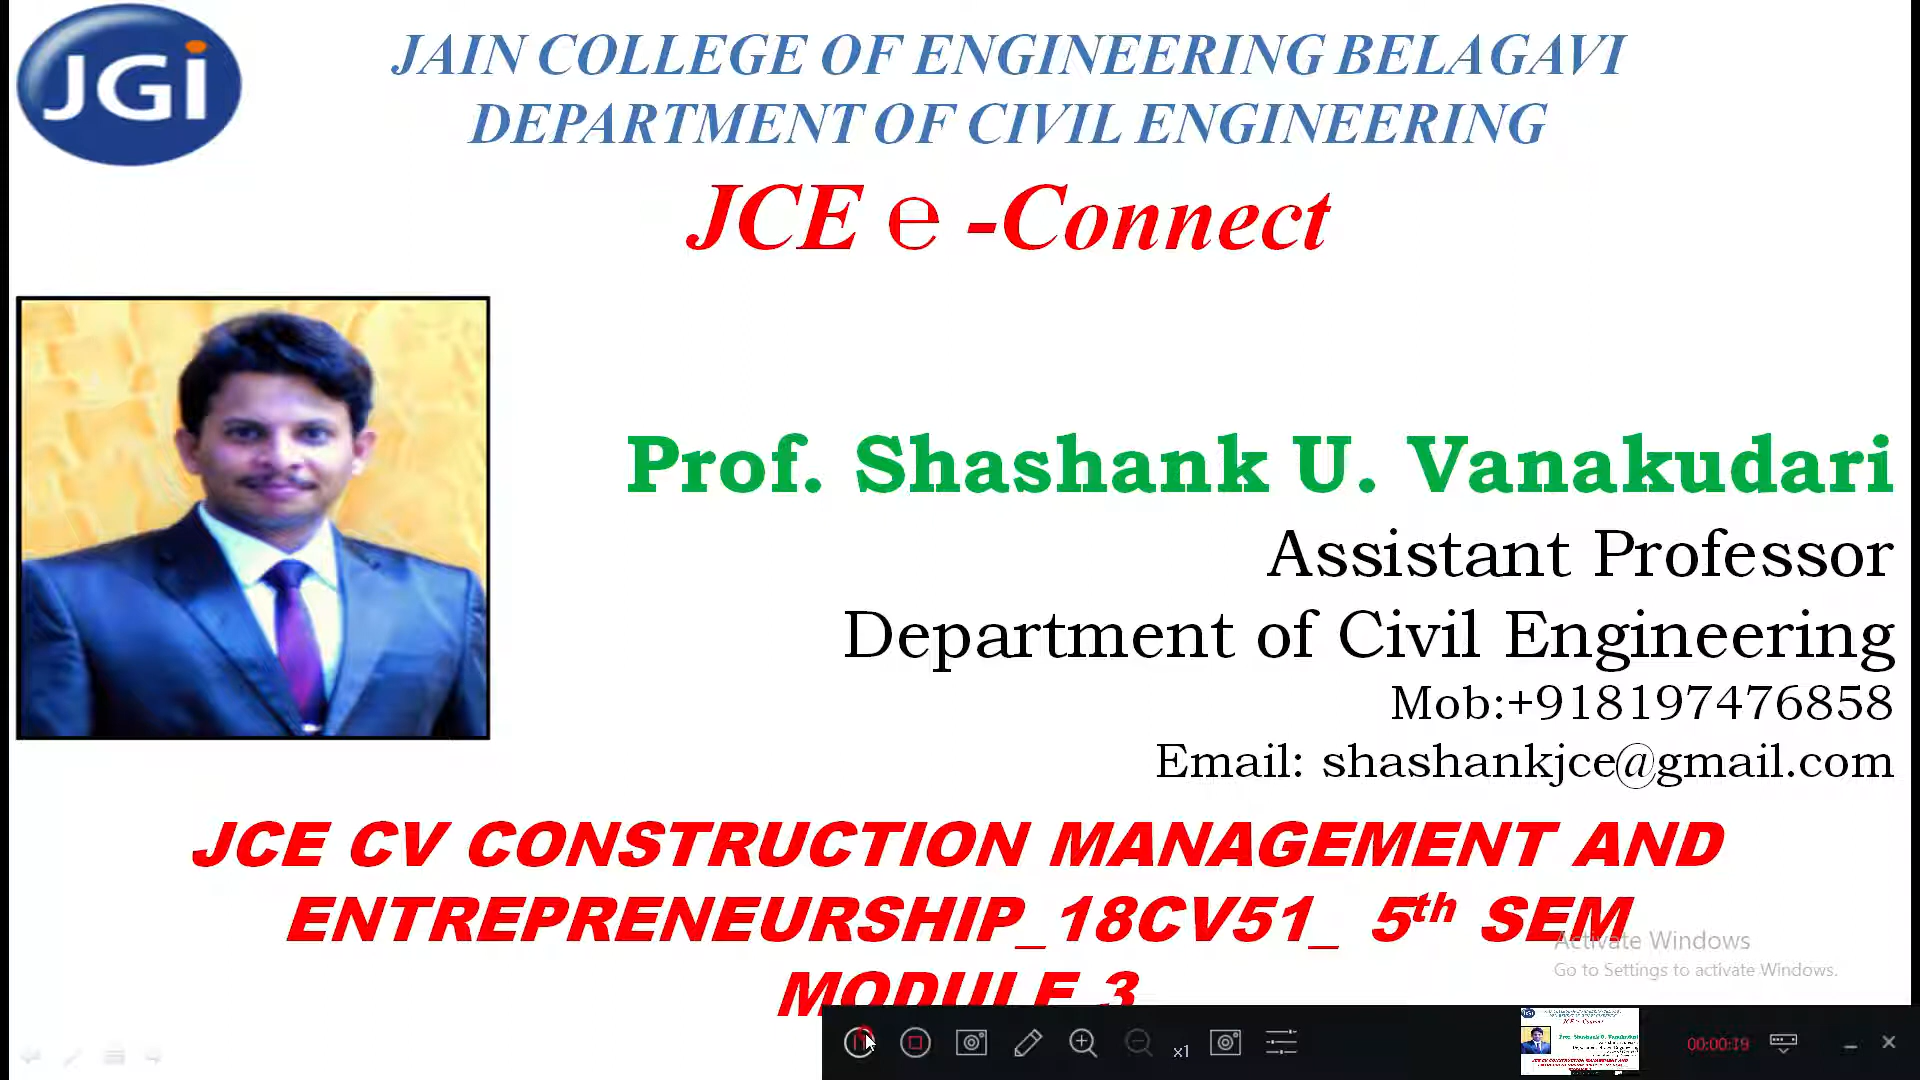 JGi
JAIN COLLEGE OF ENGINEERING BELAGAVI
DEPARTMENT OF CIVIL ENGINEERING
JCE e -Connect
Prof. Shashank U. Vanakudari
Assistant Professor
Department of Civil Engineering
Mob:+918197476858
Email: shashankjce@gmail.com
JCE CV CONSTRUCTION MANAGEMENT AND
ENTREPRENEURSHIP_18CV51_ 5th SEM
MODULE 3
Activate Windows
Go to Settings to activate Windows.
x1
00:00:19